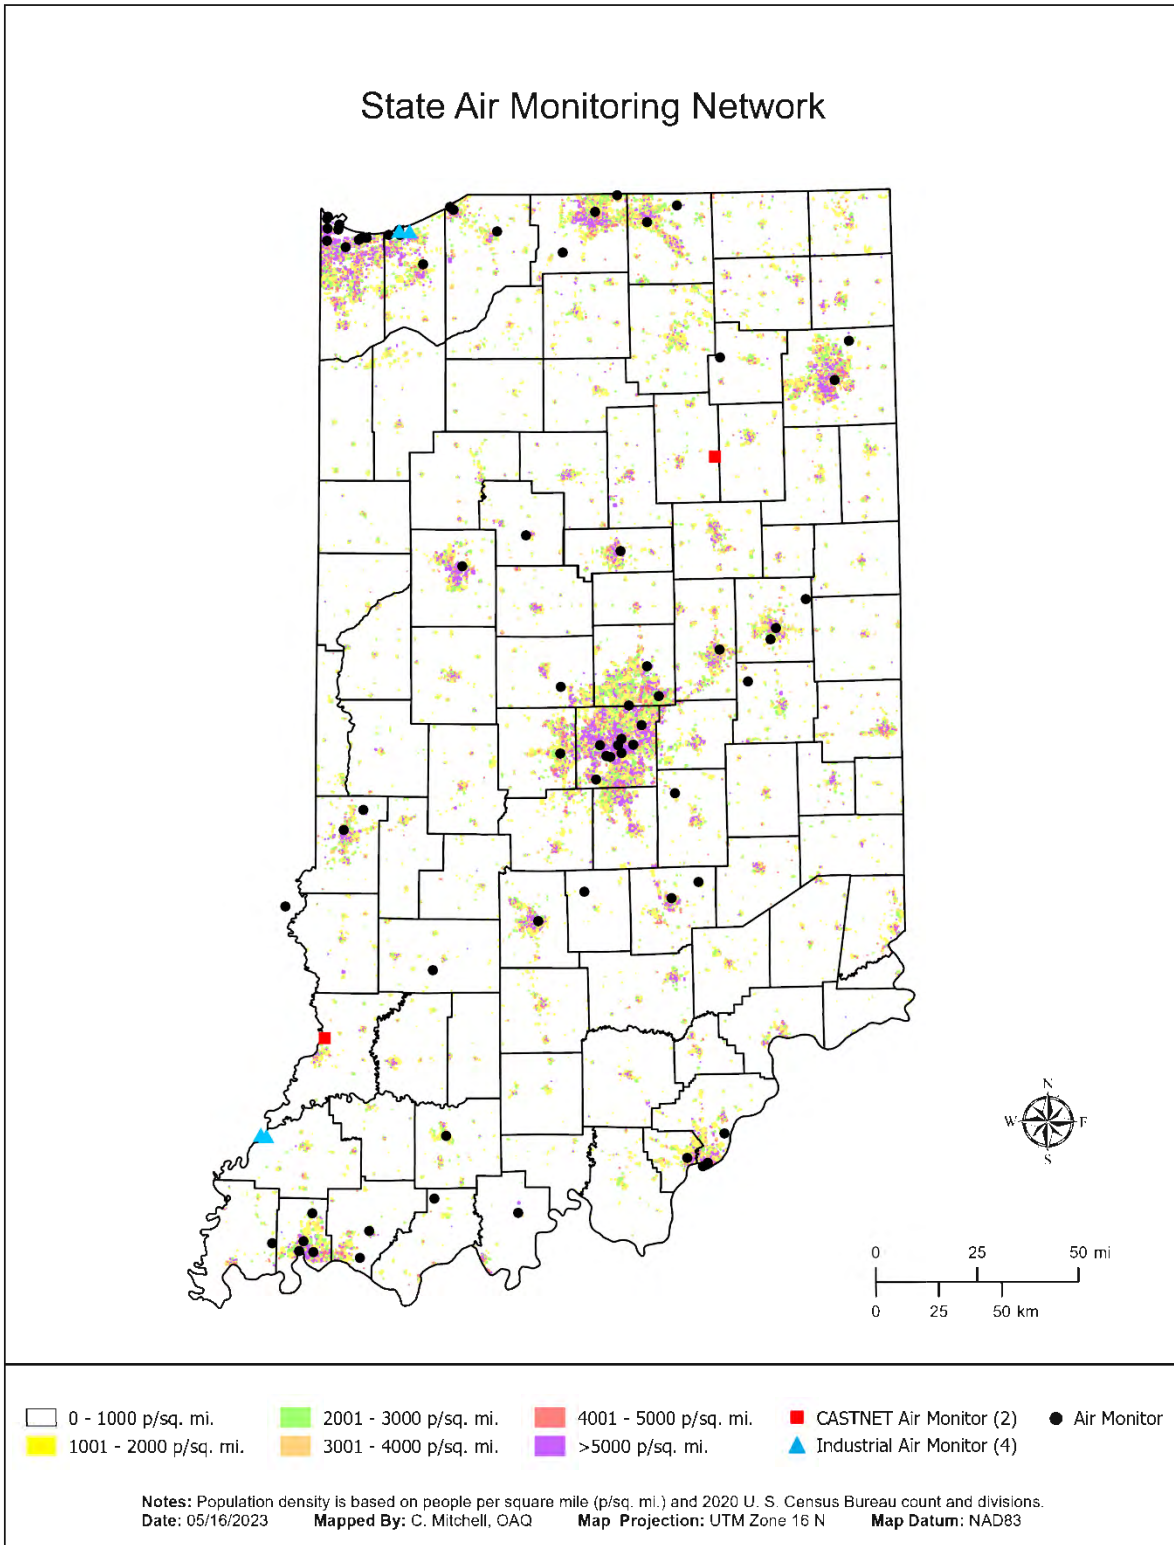 State Air Monitoring Network
N
W E
S
0 25 50 mi
0 25 50 km
0 - 1000 p/sq. mi. 2001 - 3000 p/sq. mi. 4001 - 5000 p/sq. mi. CASTNET Air Monitor (2) Air Monitor
1001 - 2000 p/sq. mi. 3001 - 4000 p/sq. mi. >5000 p/sq. mi. Industrial Air Monitor (4)
Notes: Population density is based on people per square mile (p/sq. mi.) and 2020 U. S. Census Bureau count and divisions.
Date: 05/16/2023 Mapped By: C. Mitchell, OAQ Map Projection: UTM Zone 16 N Map Datum: NAD83